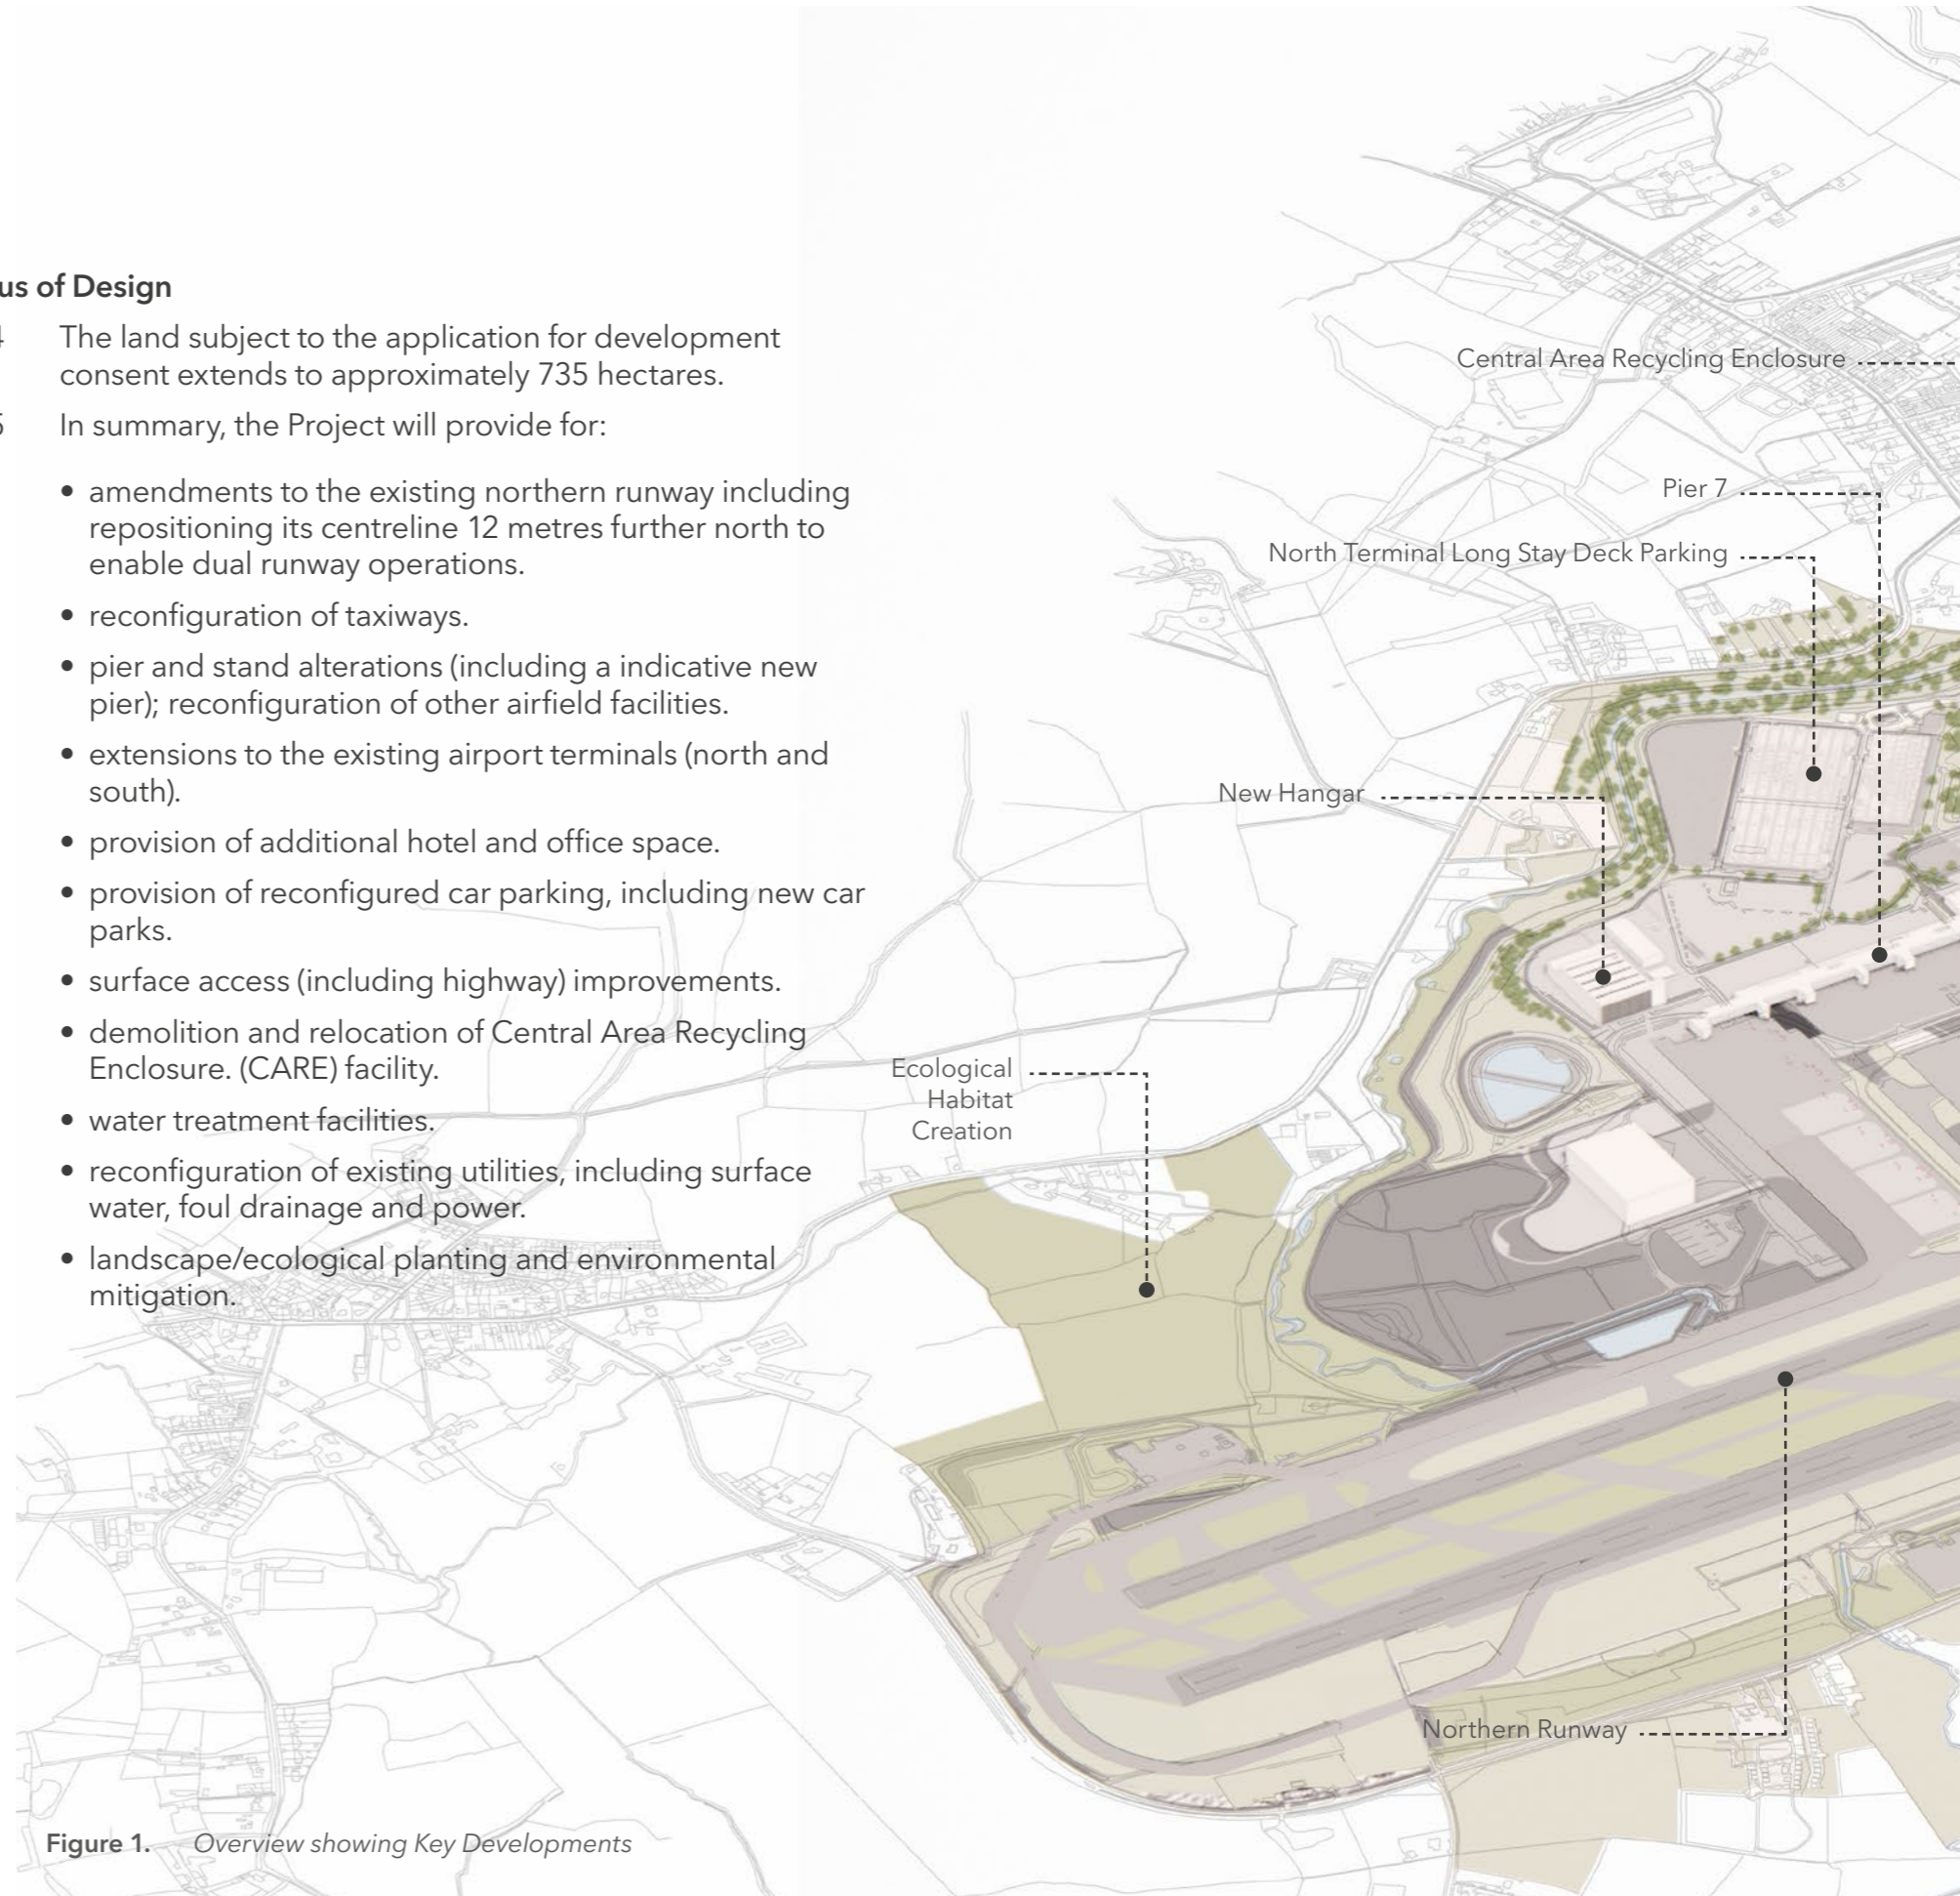 us of Design
4 The land subject to the application for development
consent extends to approximately 735 hectares.
5 In summary, the Project will provide for:
• amendments to the existing northern runway including
repositioning its centreline 12 metres further north to
enable dual runway operations.
• reconfiguration of taxiways.
• pier and stand alterations (including a indicative new
pier); reconfiguration of other airfield facilities.
• extensions to the existing airport terminals (north and
south).
• provision of additional hotel and office space.
• provision of reconfigured car parking, including new car
parks.
• surface access (including highway) improvements.
• demolition and relocation of Central Area Recycling
Enclosure. (CARE) facility.
• water treatment facilities.
• reconfiguration of existing utilities, including surface
water, foul drainage and power.
• landscape/ecological planting and environmental
mitigation.
Central Area Recycling Enclosure
Pier 7
North Terminal Long Stay Deck Parking
New Hangar
Ecological
Habitat
Creation
Northern Runway
Figure 1. Overview showing Key Developments